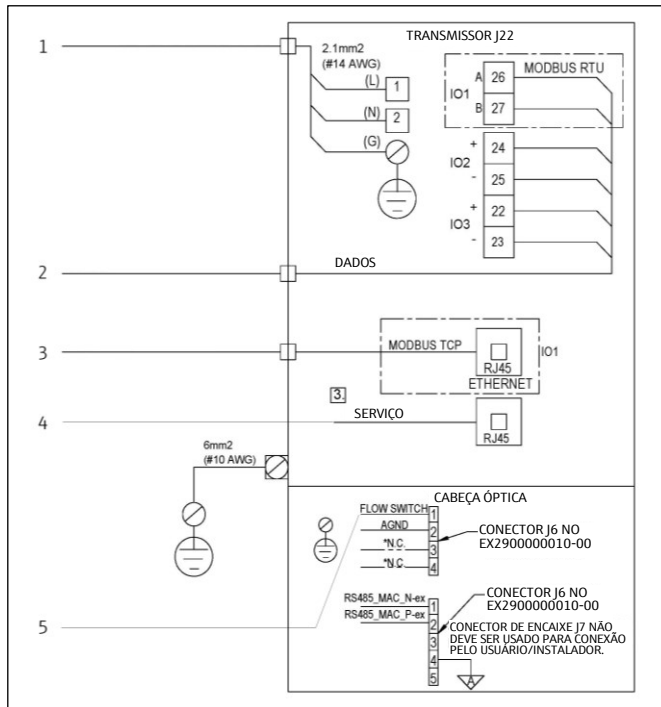 TRANSMISSOR J22
1
2.1mm2
(#14 AWG)
(L)
1
(N)
2
(G)
MODBUS RTU
IO1
A
26
B
27
IO2
+
24
-
25
IO3
+
22
-
23
2
DADOS
3
MODBUS TCP
RJ45
IO1
ETHERNET
4
3.
SERVIÇO
RJ45
6mm2
(#10 AWG)
CABEÇA ÓPTICA
FLOW SWITCH
1
AGND
2
*N.C.
3
*N.C.
4
CONECTOR J6 NO
EX2900000010-00
5
RS485_MAC_N-ex
1
RS485_MAC_P-ex
2
3
4
5
CONECTOR J6 NO
EX2900000010-00
CONECTOR DE ENCAIXE J7 NÃO
DEVE SER USADO PARA CONEXÃO
PELO USUÁRIO/INSTALADOR.
A